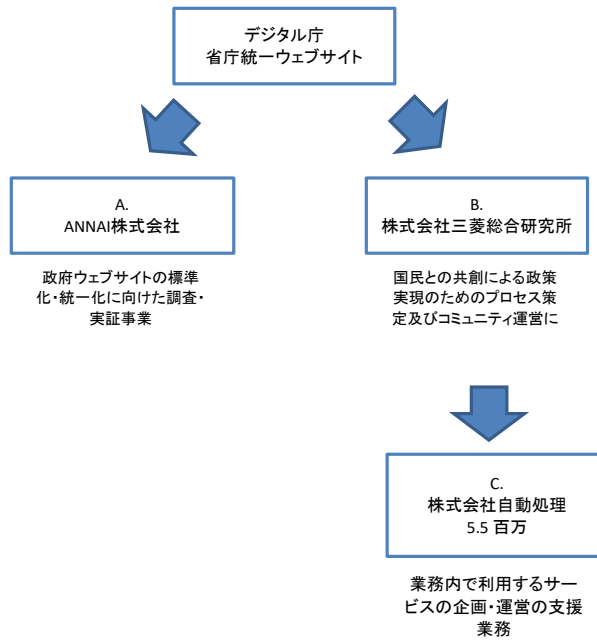 デジタル庁
省庁統一ウェブサイト
A.
ANNAI株式会社
政府ウェブサイトの標準
化・統一化に向けた調査・
実証事業
B.
株式会社三菱総合研究所
国民との共創による政策
実現のためのプロセス策
定及びコミュニティ運営に
C.
株式会社自動処理
5.5 百万
業務内で利用するサー
ビスの企画・運営の支援
業務